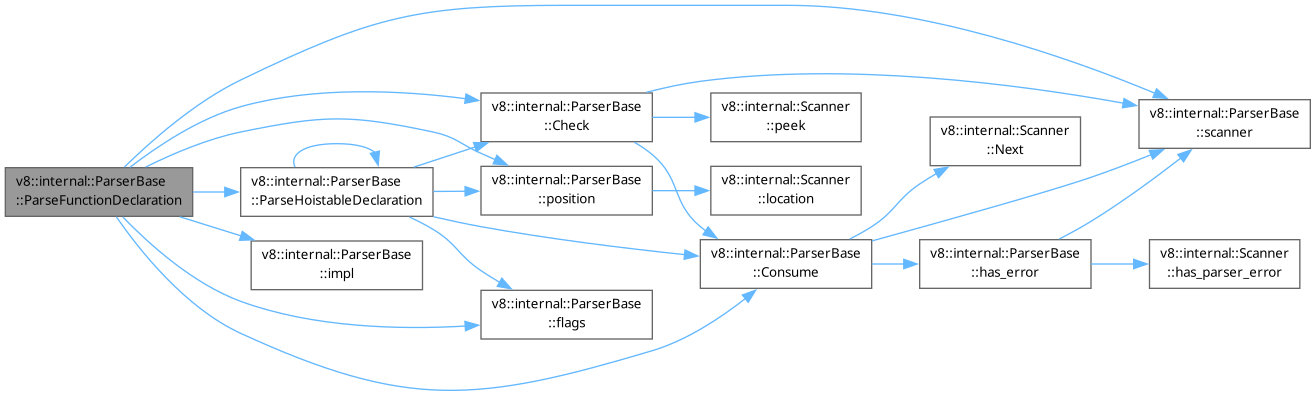 v8::internal::ParserBase
::ParseFunctionDeclaration
v8::internal::ParserBase
::ParseHoistableDeclaration
v8::internal::ParserBase
::impl
v8::internal::ParserBase
::Check
v8::internal::ParserBase
::position
v8::internal::ParserBase
::flags
v8::internal::Scanner
::peek
v8::internal::Scanner
::location
v8::internal::ParserBase
::Consume
v8::internal::Scanner
::Next
v8::internal::ParserBase
::has_error
v8::internal::ParserBase
::scanner
v8::internal::Scanner
::has_parser_error